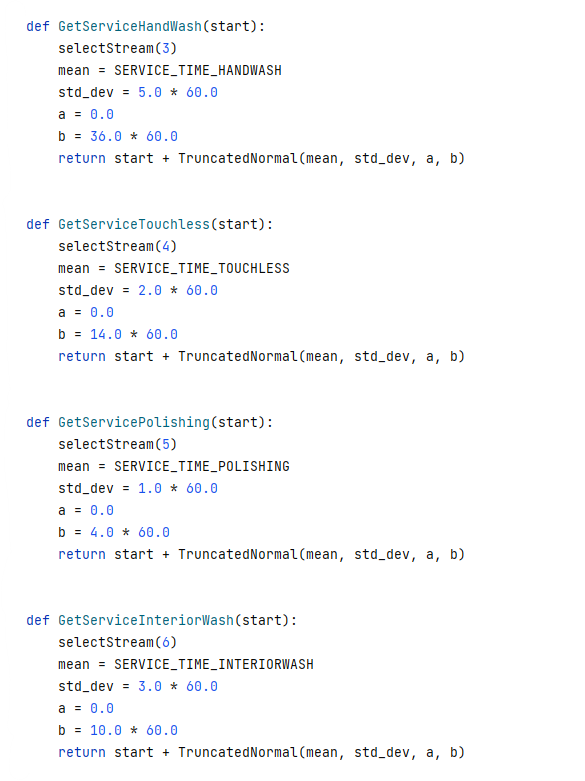 def GetServiceHandWash(start):
    selectStream(3)
    mean = SERVICE_TIME_HANDWASH
    std_dev = 5.0 * 60.0
    a = 0.0
    b = 36.0 * 60.0
    return start + TruncatedNormal(mean, std_dev, a, b)
def GetServiceTouchless(start):
    selectStream(4)
    mean = SERVICE_TIME_TOUCHLESS
    std_dev = 2.0 * 60.0
    a = 0.0
    b = 14.0 * 60.0
    return start + TruncatedNormal(mean, std_dev, a, b)
def GetServicePolishing(start):
    selectStream(5)
    mean = SERVICE_TIME_POLISHING
    std_dev = 1.0 * 60.0
    a = 0.0
    b = 4.0 * 60.0
    return start + TruncatedNormal(mean, std_dev, a, b)
def GetServiceInteriorWash(start):
    selectStream(6)
    mean = SERVICE_TIME_INTERIORWASH
    std_dev = 3.0 * 60.0
    a = 0.0
    b = 10.0 * 60.0
    return start + TruncatedNormal(mean, std_dev, a, b)